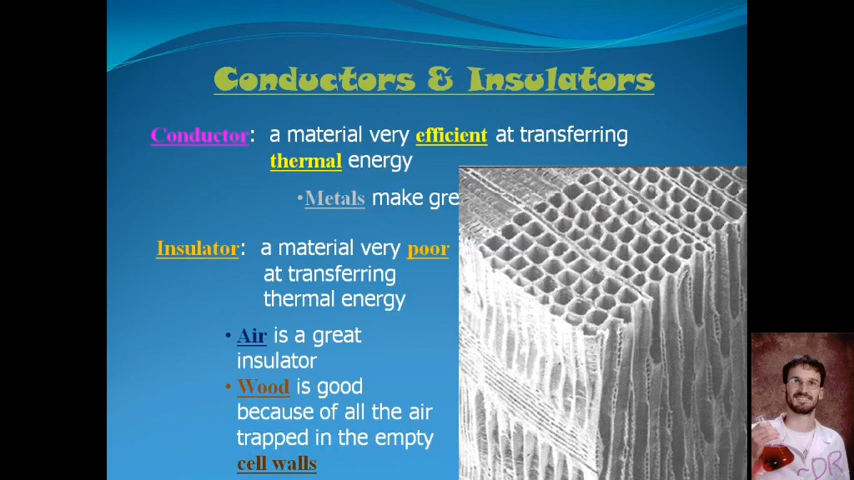 Conductors & Insulators
Conductor: a material very efficient at transferring
thermal energy
•Metals make gre
Insulator: a material very poor
at transferring
thermal energy
• Air is a great
insulator
• Wood is good
because of all the air
trapped in the empty
cell walls
~DR